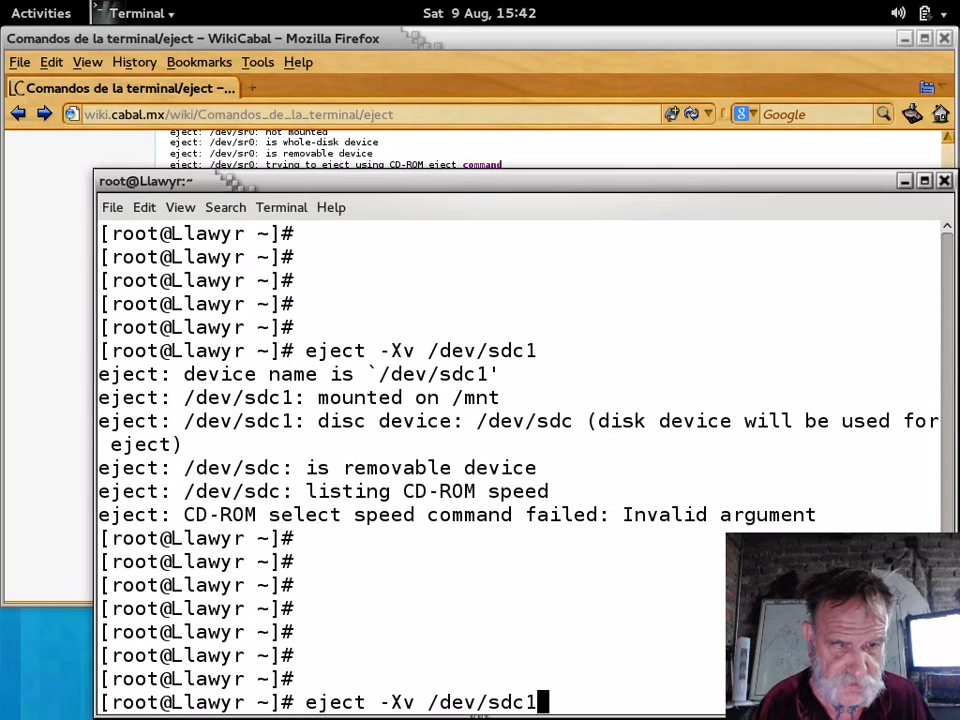 Activities Terminal Sat 9 Aug, 15:42
Comandos de la terminal/eject – WikiCabal – Mozilla Firefox
File Edit View History Bookmarks Tools Help
Comandos de la terminal/eject –...
wiki.cabal.mx/wiki/Comandos_de_la_terminal/eject Google
eject: /dev/sr0: not mounted
eject: /dev/sr0: is whole-disk device
eject: /dev/sr0: is removable device
eject: /dev/sr0: trying to eject using CD-ROM eject command
root@Llawyr:~
File Edit View Search Terminal Help
[root@Llawyr ~]#
[root@Llawyr ~]#
[root@Llawyr ~]#
[root@Llawyr ~]#
[root@Llawyr ~]#
[root@Llawyr ~]# eject -Xv /dev/sdc1
eject: device name is `/dev/sdc1'
eject: /dev/sdc1: mounted on /mnt
eject: /dev/sdc1: disc device: /dev/sdc (disk device will be used for
eject)
eject: /dev/sdc: is removable device
eject: /dev/sdc: listing CD-ROM speed
eject: CD-ROM select speed command failed: Invalid argument
[root@Llawyr ~]#
[root@Llawyr ~]#
[root@Llawyr ~]#
[root@Llawyr ~]#
[root@Llawyr ~]#
[root@Llawyr ~]#
[root@Llawyr ~]#
[root@Llawyr ~]# eject -Xv /dev/sdc1